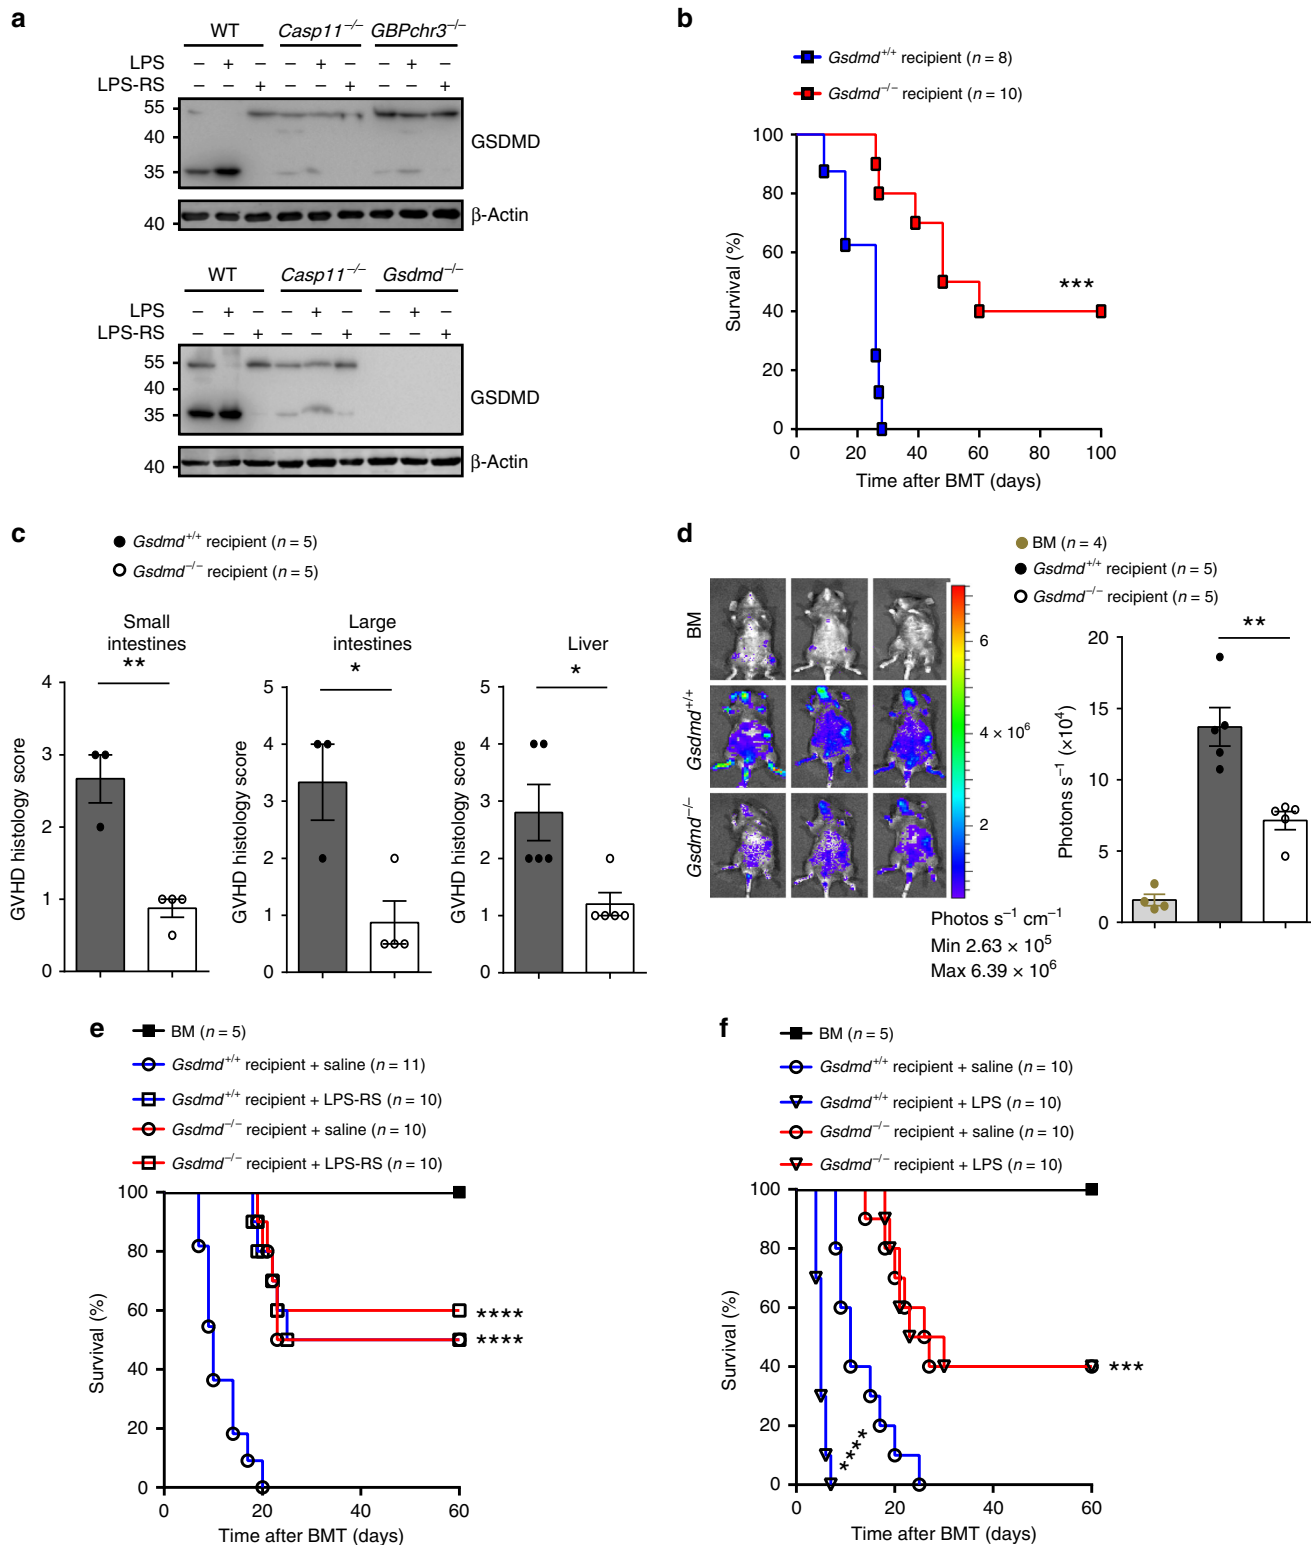 a
WT Casp11−/− GBPchr3−/−
LPS − + − − + − − + −
LPS-RS − − + − − + − − +
55
40
35
GSDMD
40
β-Actin
WT Casp11−/− Gsdmd−/−
LPS − + − − + − − + −
LPS-RS − − + − − + − − +
55
40
35
GSDMD
40
β-Actin
b
Gsdmd+/+ recipient (n = 8)
Gsdmd−/− recipient (n = 10)
100
80
60
40
20
0
Survival (%)
***
0 20 40 60 80 100
Time after BMT (days)
c
Gsdmd+/+ recipient (n = 5)
Gsdmd−/− recipient (n = 5)
Small
intestines
**
4
3
2
1
0
GVHD histology score
Large
intestines
*
5
4
3
2
1
0
GVHD histology score
Liver
*
5
4
3
2
1
0
GVHD histology score
d
BM (n = 4)
Gsdmd+/+ recipient (n = 5)
Gsdmd−/− recipient (n = 5)
BM
Gsdmd+/+
Gsdmd−/−
6
4 × 10⁶
2
Photos s⁻¹ cm⁻¹
Min 2.63 × 10⁵
Max 6.39 × 10⁶
**
20
15
10
5
0
Photons s⁻¹ (×10⁴)
e
BM (n = 5)
Gsdmd+/+ recipient + saline (n = 11)
Gsdmd+/+ recipient + LPS-RS (n = 10)
Gsdmd−/− recipient + saline (n = 10)
Gsdmd−/− recipient + LPS-RS (n = 10)
100
80
60
40
20
0
Survival (%)
****
****
0 20 40 60
Time after BMT (days)
f
BM (n = 5)
Gsdmd+/+ recipient + saline (n = 10)
Gsdmd+/+ recipient + LPS (n = 10)
Gsdmd−/− recipient + saline (n = 10)
Gsdmd−/− recipient + LPS (n = 10)
100
80
60
40
20
0
Survival (%)
***
****
0 20 40 60
Time after BMT (days)